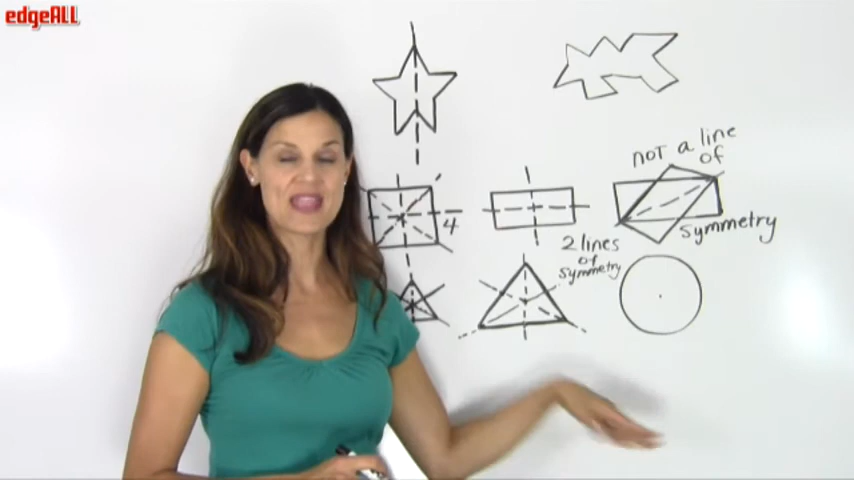 edgeALL
not a line
of
symmetry
4
2 lines
of
symmetry